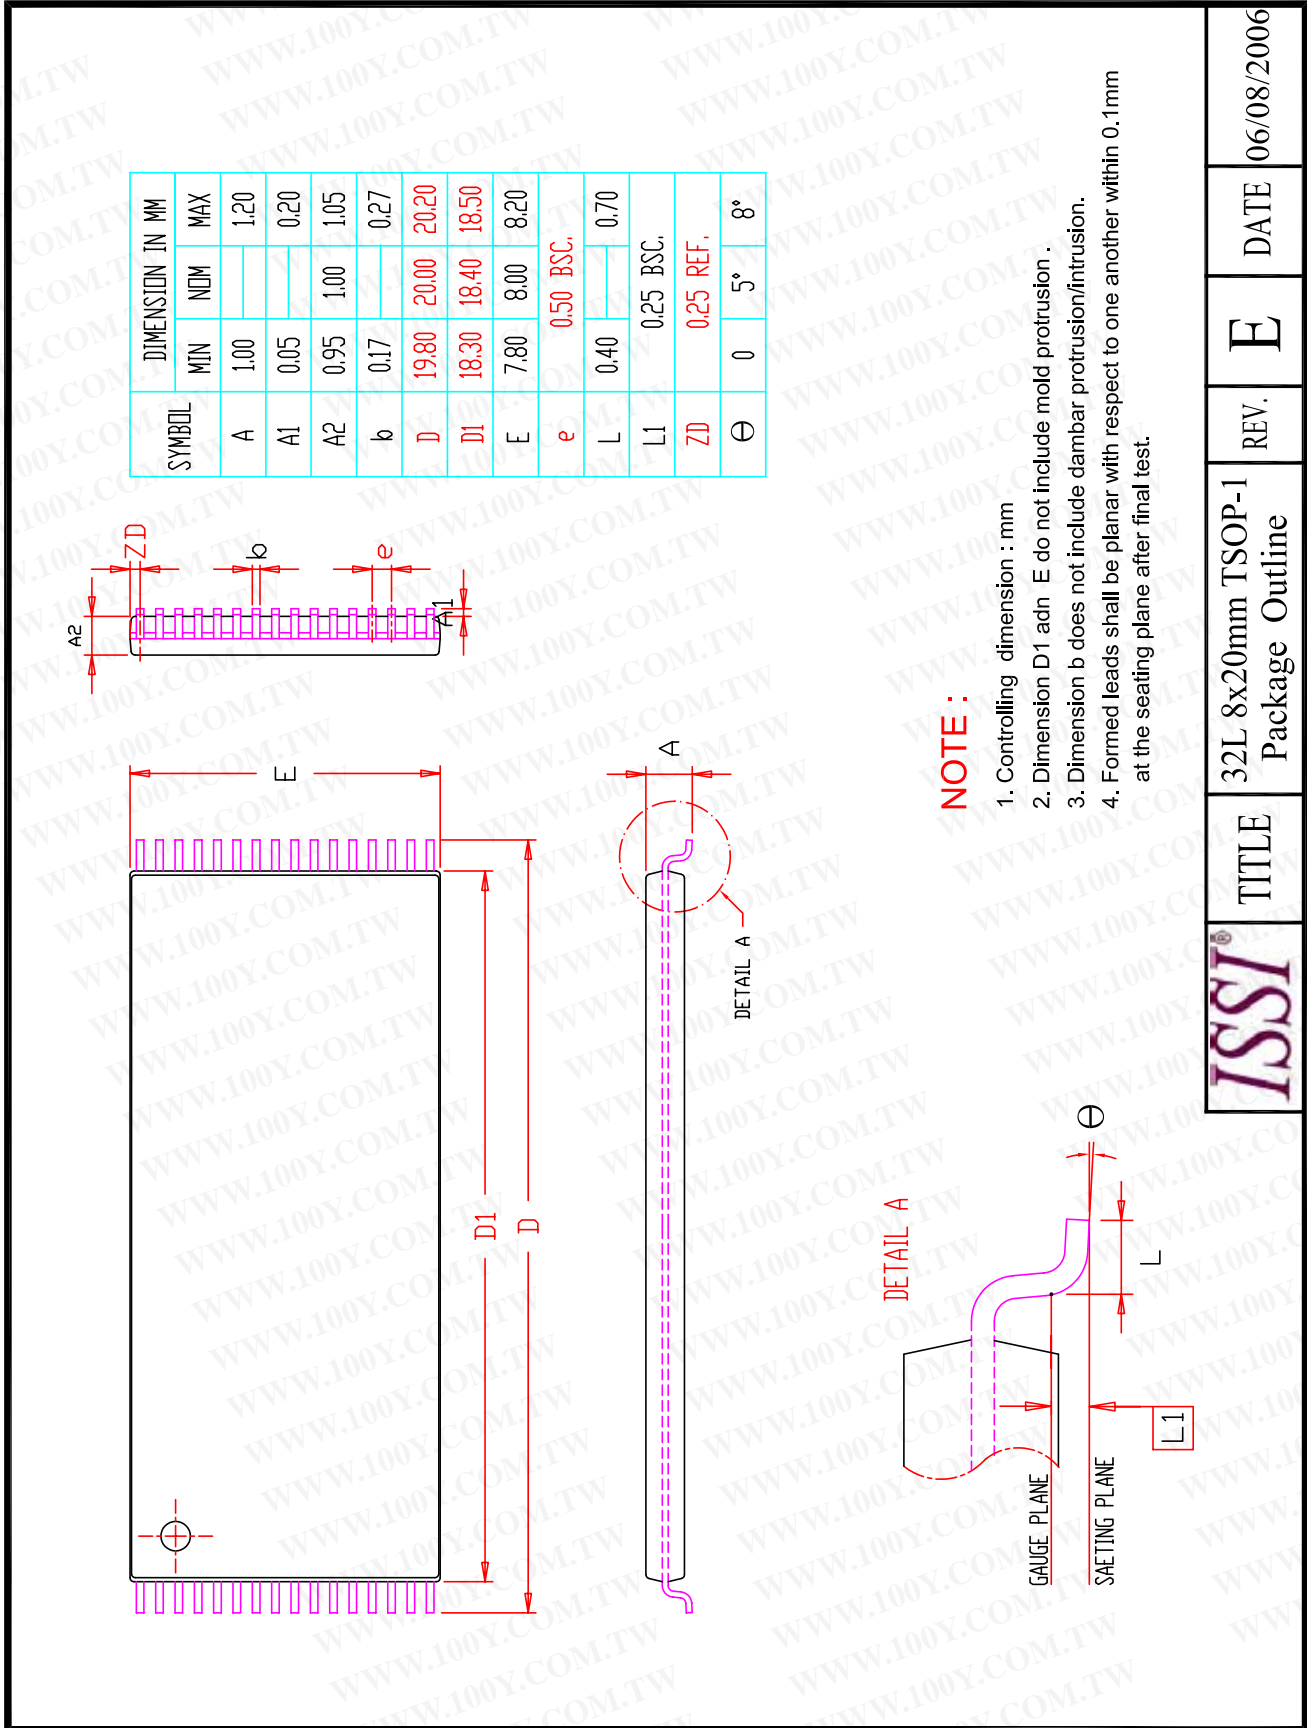 SYMBOL DIMENSION IN MM
MIN NOM MAX
A 1.00 1.20
A1 0.05 0.20
A2 0.95 1.00 1.05
b 0.17 0.27
D 19.80 20.00 20.20
D1 18.30 18.40 18.50
E 7.80 8.00 8.20
e 0.50 BSC.
L 0.40 0.70
L1 0.25 BSC.
ZD 0.25 REF.
Θ 0 5° 8°
ZD
b
e
A2
A1
E
D1
D
A
DETAIL A
DETAIL A
Θ
L
L1
GAUGE PLANE
SAETING PLANE
NOTE :
1. Controlling dimension : mm
2. Dimension D1 adn E do not include mold protrusion .
3. Dimension b does not include dambar protrusion/intrusion.
4. Formed leads shall be planar with respect to one another within 0.1mm
at the seating plane after final test.
ISSI®
TITLE
32L 8x20mm TSOP-1
Package Outline
REV.
E
DATE
06/08/2006
WWW.100Y.COM.TW